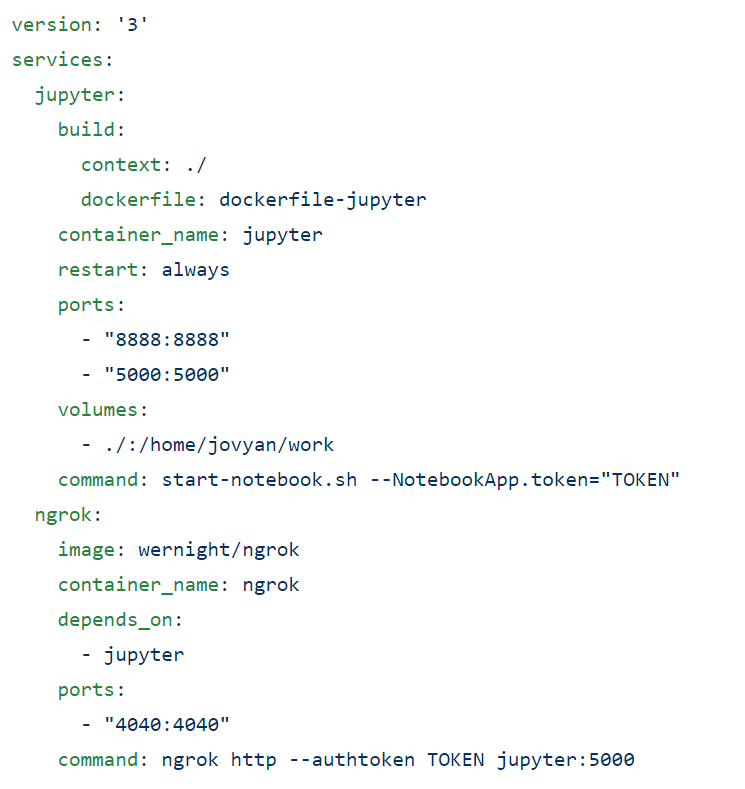 version: '3'
services:
  jupyter:
    build:
      context: ./
      dockerfile: dockerfile-jupyter
    container_name: jupyter
    restart: always
    ports:
      - "8888:8888"
      - "5000:5000"
    volumes:
      - ./:/home/jovyan/work
    command: start-notebook.sh --NotebookApp.token="TOKEN"
  ngrok:
    image: wernight/ngrok
    container_name: ngrok
    depends_on:
      - jupyter
    ports:
      - "4040:4040"
    command: ngrok http --authtoken TOKEN jupyter:5000